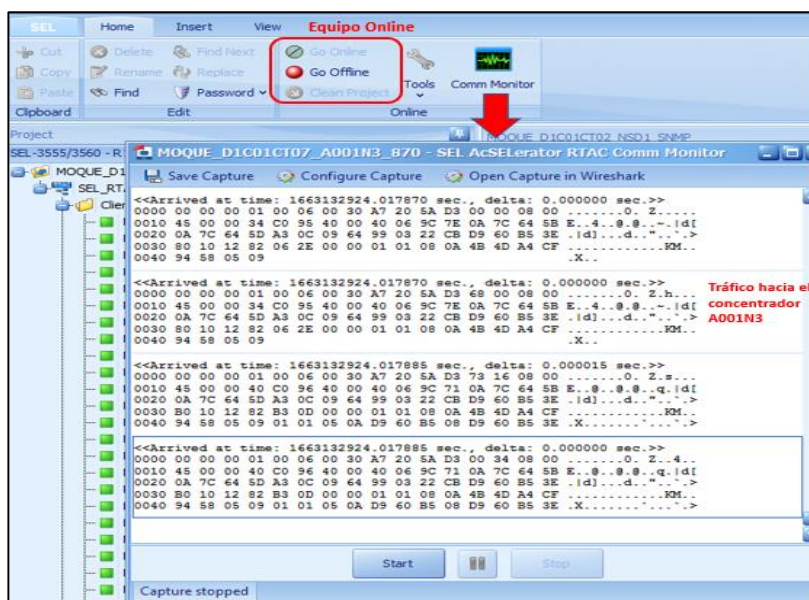 SEL Home Insert View Equipo Online
Cut Delete Find Next Go Online
Copy Rename Replace Go Offline
Paste Find Password Clean Project Tools Comm Monitor
Clipboard Edit Online
Project
MOQUE_D1C01CT02_NSD1_SNMP
SEL-3555/3560 - R
MOQUE_D1C01CT07_A001N3_870 - SEL AcSELerator RTAC Comm Monitor
MOQUE_D1
SEL_RT
Clie
Save Capture Configure Capture Open Capture in Wireshark
<<Arrived at time: 1663132924.017870 sec., delta: 0.000000 sec.>>
0000 00 00 00 01 00 06 00 30 A7 20 5A D3 00 00 08 00 .......0. Z.....
0010 45 00 00 34 C0 95 40 00 40 06 9C 7E 0A 7C 64 5B E..4..@.@..~.|d[
0020 0A 7C 64 5D A3 0C 09 64 99 03 22 CB D9 60 B5 3E .|d]...d.."..`.>
0030 80 10 12 82 06 2E 00 00 01 01 08 0A 4B 4D A4 CF ............KM..
0040 94 58 05 09 .X..
<<Arrived at time: 1663132924.017870 sec., delta: 0.000000 sec.>>
0000 00 00 00 01 00 06 00 30 A7 20 5A D3 68 00 08 00 .......0. Z.h...
0010 45 00 00 34 C0 95 40 00 40 06 9C 7E 0A 7C 64 5B E..4..@.@..~.|d[
0020 0A 7C 64 5D A3 0C 09 64 99 03 22 CB D9 60 B5 3E .|d]...d.."..`.>
0030 80 10 12 82 06 2E 00 00 01 01 08 0A 4B 4D A4 CF ............KM..
0040 94 58 05 09 .X..
Tráfico hacia el
concentrador
A001N3
<<Arrived at time: 1663132924.017885 sec., delta: 0.000015 sec.>>
0000 00 00 00 01 00 06 00 30 A7 20 5A D3 73 16 08 00 .......0. Z.s...
0010 45 00 00 40 C0 96 40 00 40 06 9C 71 0A 7C 64 5B E..@..@.@..q.|d[
0020 0A 7C 64 5D A3 0C 09 64 99 03 22 CB D9 60 B5 3E .|d]...d.."..`.>
0030 B0 10 12 82 B3 0D 00 00 01 01 08 0A 4B 4D A4 CF ............KM..
0040 94 58 05 09 01 01 05 0A D9 60 B5 08 D9 60 B5 3E .X.......`...`.>
<<Arrived at time: 1663132924.017885 sec., delta: 0.000000 sec.>>
0000 00 00 00 01 00 06 00 30 A7 20 5A D3 00 34 08 00 .......0. Z..4..
0010 45 00 00 40 C0 96 40 00 40 06 9C 71 0A 7C 64 5B E..@..@.@..q.|d[
0020 0A 7C 64 5D A3 0C 09 64 99 03 22 CB D9 60 B5 3E .|d]...d.."..`.>
0030 B0 10 12 82 B3 0D 00 00 01 01 08 0A 4B 4D A4 CF ............KM..
0040 94 58 05 09 01 01 05 0A D9 60 B5 08 D9 60 B5 3E .X.......`...`.>
Start Stop
Capture stopped